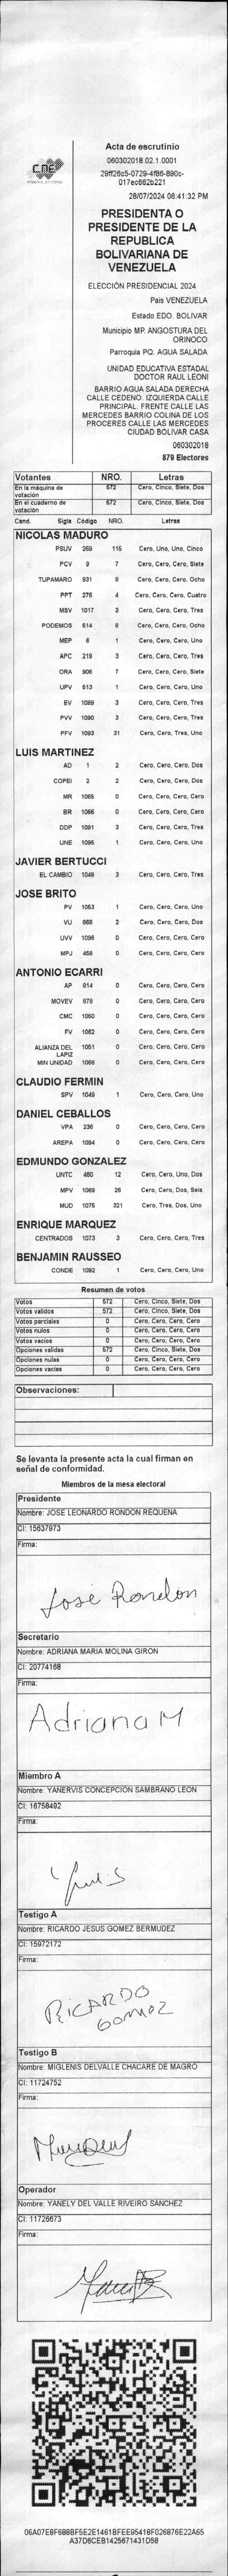 CNE
Acta de escrutinio
060302018.02.1.0001
29ff26c5-0729-4f86-890c-
017ec662b221
28/07/2024 06:41:32 PM
PRESIDENTA O
PRESIDENTE DE LA
REPUBLICA
BOLIVARIANA DE
VENEZUELA
ELECCIÓN PRESIDENCIAL 2024
Pais VENEZUELA
Estado EDO. BOLIVAR
Municipio MP. ANGOSTURA DEL
ORINOCO
Parroquia PQ. AGUA SALADA
UNIDAD EDUCATIVA ESTADAL
DOCTOR RAUL LEONI
BARRIO AGUA SALADA DERECHA
CALLE CEDENO. IZQUIERDA CALLE
PRINCIPAL. FRENTE CALLE LAS
MERCEDES BARRIO COLINA DE LOS
PROCERES CALLE LAS MERCEDES
CIUDAD BOLIVAR CASA
060302018
879 Electores
Votantes NRO. Letras
En la máquina de votación 572 Cero, Cinco, Siete, Dos
En el cuaderno de votación 572 Cero, Cinco, Siete, Dos
Cand. Sigla Código NRO. Letras
NICOLAS MADURO
PSUV 269 115 Cero, Uno, Uno, Cinco
PCV 9 7 Cero, Cero, Cero, Siete
TUPAMARO 931 8 Cero, Cero, Cero, Ocho
PPT 276 4 Cero, Cero, Cero, Cuatro
MSV 1017 3 Cero, Cero, Cero, Tres
PODEMOS 514 8 Cero, Cero, Cero, Ocho
MEP 6 1 Cero, Cero, Cero, Uno
APC 219 3 Cero, Cero, Cero, Tres
ORA 906 7 Cero, Cero, Cero, Siete
UPV 513 1 Cero, Cero, Cero, Uno
EV 1089 3 Cero, Cero, Cero, Tres
PVV 1090 3 Cero, Cero, Cero, Tres
PFV 1093 31 Cero, Cero, Tres, Uno
LUIS MARTINEZ
AD 1 2 Cero, Cero, Cero, Dos
COPEI 2 2 Cero, Cero, Cero, Dos
MR 1065 0 Cero, Cero, Cero, Cero
BR 1066 0 Cero, Cero, Cero, Cero
DDP 1091 3 Cero, Cero, Cero, Tres
UNE 1095 1 Cero, Cero, Cero, Uno
JAVIER BERTUCCI
EL CAMBIO 1048 3 Cero, Cero, Cero, Tres
JOSE BRITO
PV 1053 1 Cero, Cero, Cero, Uno
VU 869 2 Cero, Cero, Cero, Dos
UVV 1096 0 Cero, Cero, Cero, Cero
MPJ 458 0 Cero, Cero, Cero, Cero
ANTONIO ECARRI
AP 914 0 Cero, Cero, Cero, Cero
MOVEV 878 0 Cero, Cero, Cero, Cero
CMC 1050 0 Cero, Cero, Cero, Cero
FV 1062 0 Cero, Cero, Cero, Cero
ALIANZA DEL LAPIZ 1051 0 Cero, Cero, Cero, Cero
MIN UNIDAD 1068 0 Cero, Cero, Cero, Cero
CLAUDIO FERMIN
SPV 1049 1 Cero, Cero, Cero, Uno
DANIEL CEBALLOS
VPA 236 0 Cero, Cero, Cero, Cero
AREPA 1094 0 Cero, Cero, Cero, Cero
EDMUNDO GONZALEZ
UNTC 460 12 Cero, Cero, Uno, Dos
MPV 1069 26 Cero, Cero, Dos, Seis
MUD 1075 321 Cero, Tres, Dos, Uno
ENRIQUE MARQUEZ
CENTRADOS 1073 3 Cero, Cero, Cero, Tres
BENJAMIN RAUSSEO
CONDE 1092 1 Cero, Cero, Cero, Uno
Resumen de votos
Votos 572 Cero, Cinco, Siete, Dos
Votos validos 572 Cero, Cinco, Siete, Dos
Votos parciales 0 Cero, Cero, Cero, Cero
Votos nulos 0 Cero, Cero, Cero, Cero
Votos vacios 0 Cero, Cero, Cero, Cero
Opciones validas 572 Cero, Cinco, Siete, Dos
Opciones nulas 0 Cero, Cero, Cero, Cero
Opciones vacias 0 Cero, Cero, Cero, Cero
Observaciones:
Se levanta la presente acta la cual firman en
señal de conformidad.
Miembros de la mesa electoral
Presidente
Nombre: JOSE LEONARDO RONDON REQUENA
CI: 15637973
Firma:
José Rondon
Secretario
Nombre: ADRIANA MARIA MOLINA GIRON
CI: 20774168
Firma:
Adriana M
Miembro A
Nombre: YANERVIS CONCEPCION SAMBRANO LEON
CI: 16758492
Firma:
Testigo A
Nombre: RICARDO JESUS GOMEZ BERMUDEZ
CI: 15972172
Firma:
RICARDO
GOMEZ
Testigo B
Nombre: MIGLENIS DELVALLE CHACARE DE MAGRO
CI: 11724752
Firma:
Operador
Nombre: YANELY DEL VALLE RIVEIRO SANCHEZ
CI: 11726673
Firma:
06A07E8F688BF5E2E1461BFEE95418F026876E22A65
A37D6CEB1425671431D58